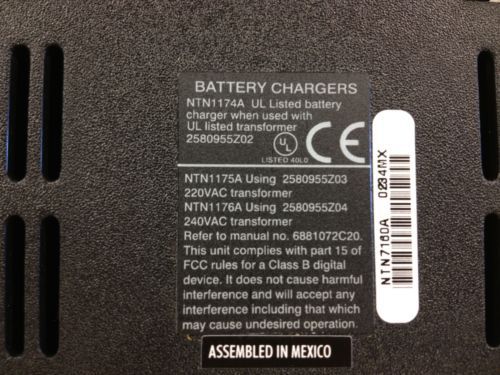 BATTERY CHARGERS
NTN1174A UL Listed battery
charger when used with
UL listed transformer
2580955Z02
UL
CE
LISTED 40L0
NTN1175A Using 2580955Z03
220VAC transformer
NTN1176A Using 2580955Z04
240VAC transformer
Refer to manual no. 6881072C20.
This unit complies with part 15 of
FCC rules for a Class B digital
device. It does not cause harmful
interference and will accept any
interference including that which
may cause undesired operation.
ASSEMBLED IN MEXICO
NTN7160A 0234MX